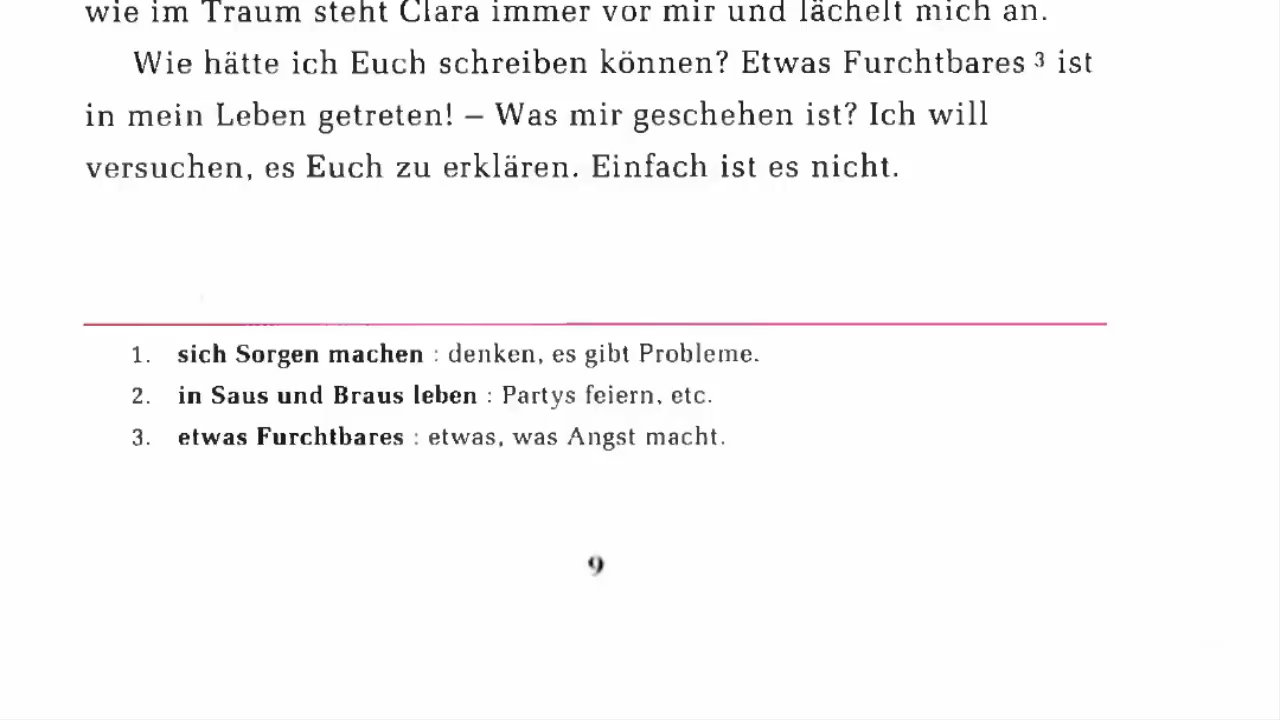 wie im Traum steht Clara immer vor mir und lächelt mich an.
Wie hätte ich Euch schreiben können? Etwas Furchtbares ³ ist
in mein Leben getreten! – Was mir geschehen ist? Ich will
versuchen, es Euch zu erklären. Einfach ist es nicht.
1. sich Sorgen machen : denken, es gibt Probleme.
2. in Saus und Braus leben : Partys feiern, etc.
3. etwas Furchtbares : etwas, was Angst macht.
9